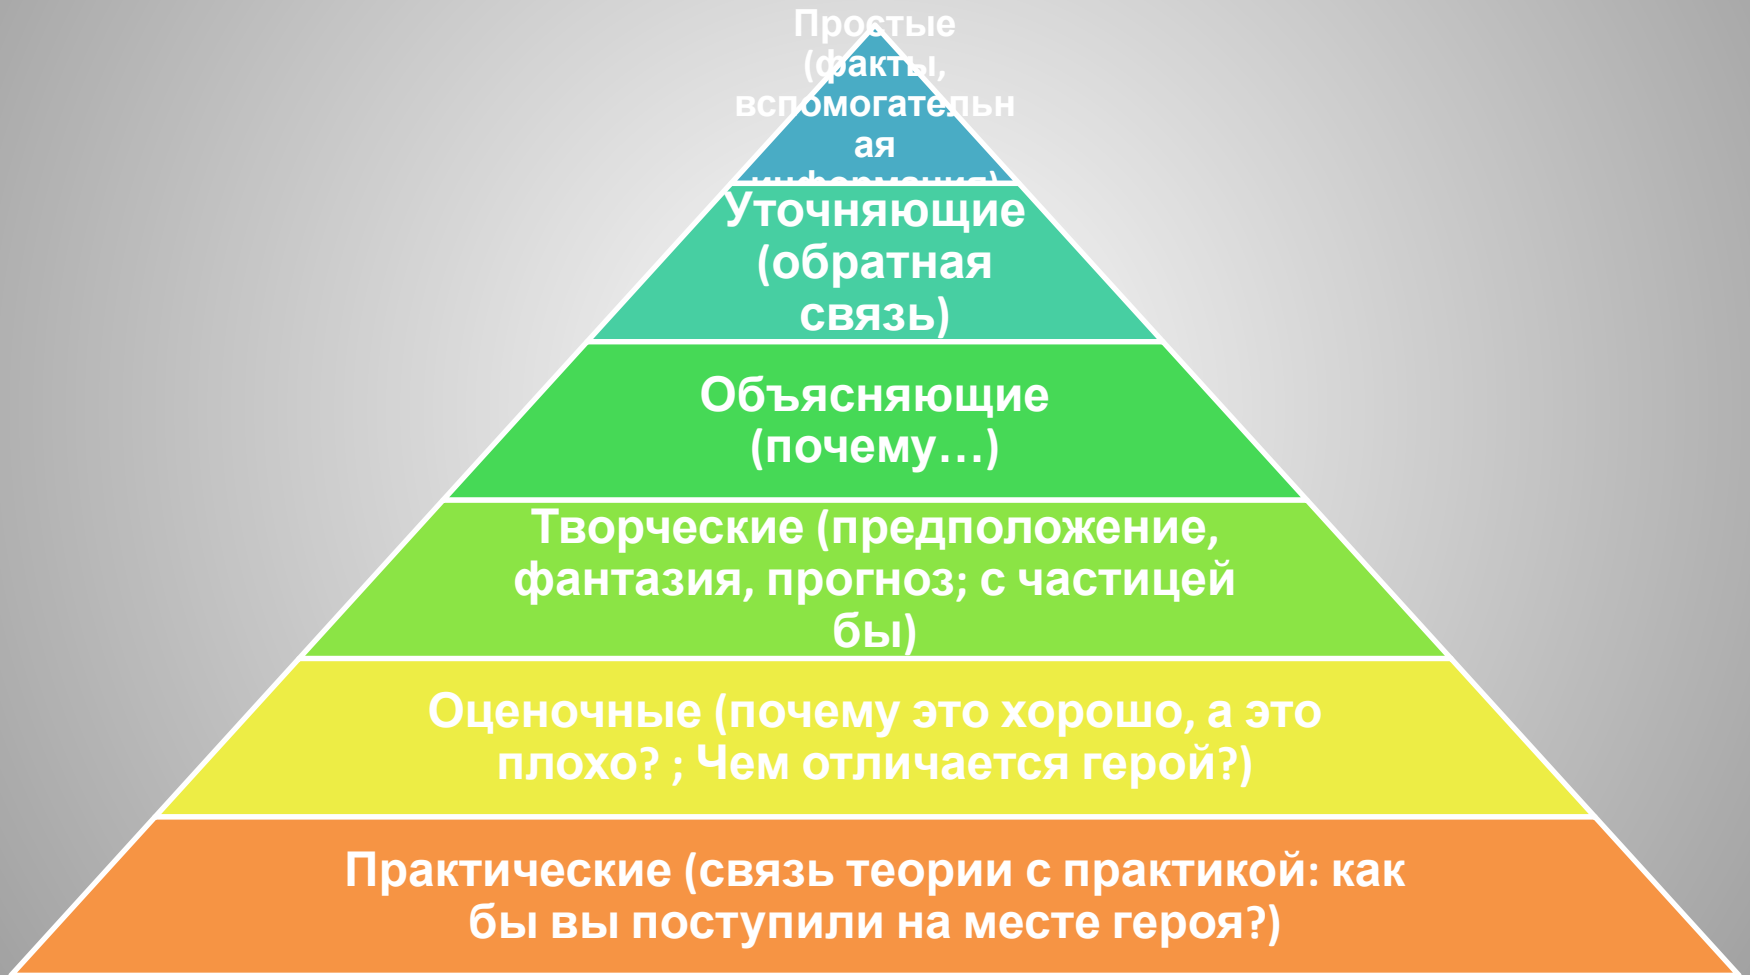 Простые
(факты,
вспомогательн
ая
информация)
Уточняющие
(обратная
связь)
Объясняющие
(почему…)
Творческие (предположение,
фантазия, прогноз; с частицей
бы)
Оценочные (почему это хорошо, а это
плохо? ; Чем отличается герой?)
Практические (связь теории с практикой: как
бы вы поступили на месте героя?)